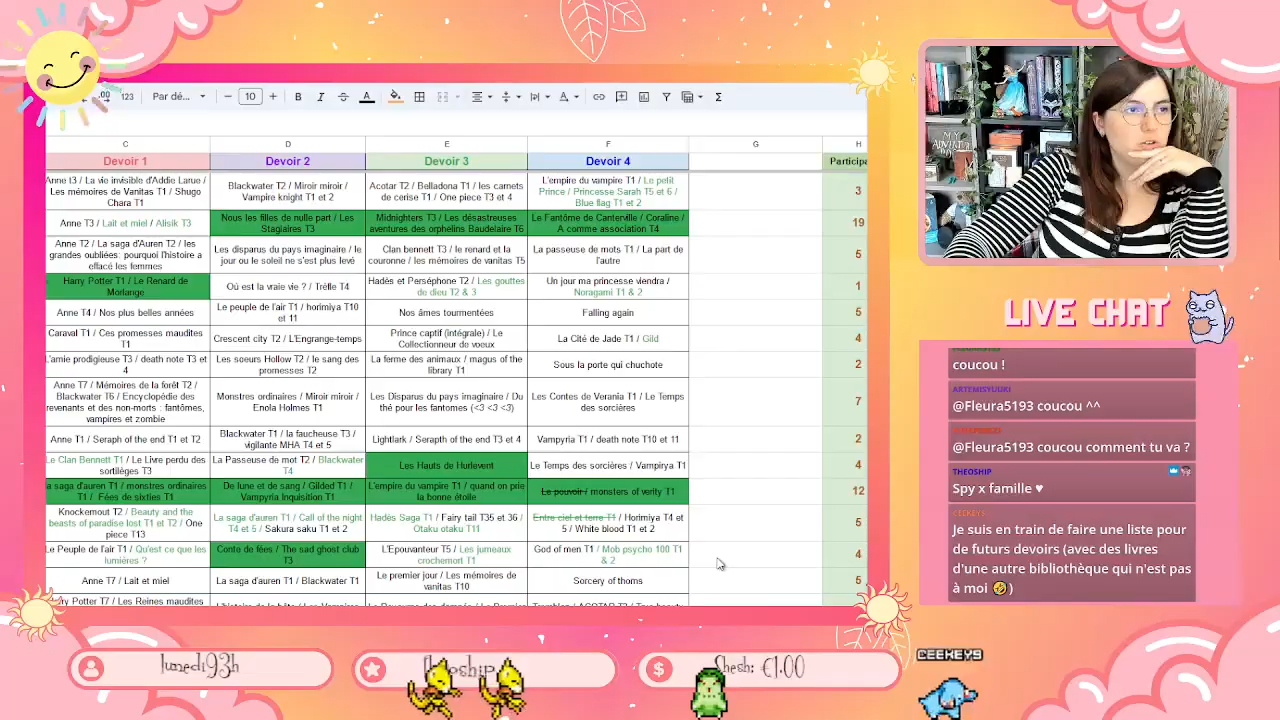 .00 123 Par dé... 10 B I A Σ
C D E F G H
Devoir 1 Devoir 2 Devoir 3 Devoir 4 Participa
Anne t3 / La vie invisible d'Addie Larue /
Les mémoires de Vanitas T1 / Shugo
Chara T1
Blackwater T2 / Miroir miroir /
Vampire knight T1 et 2
Acotar T2 / Belladona T1 / les carnets
de cerise T1 / One piece T3 et 4
L'empire du vampire T1 / Le petit
Prince / Princesse Sarah T5 et 6 /
Blue flag T1 et 2
3
Anne T3 / Lait et miel / Alisik T3
Nous les filles de nulle part / Les
Stagiaires T3
Midnighters T3 / Les désastreuses
aventures des orphelins Baudelaire T6
Le Fantôme de Canterville / Coraline /
A comme association T4
19
Anne T2 / La saga d'Auren T2 / les
grandes oubliées: pourquoi l'histoire a
effacé les femmes
Les disparus du pays imaginaire / le
jour ou le soleil ne s'est plus levé
Clan bennett T3 / le renard et la
couronne / les mémoires de vanitas T5
La passeuse de mots T1 / La part de
l'autre
5
Harry Potter T1 / Le Renard de
Morlange
Où est la vraie vie ? / Trèfle T4
Hadès et Perséphone T2 / Les gouttes
de dieu T2 & 3
Un jour ma princesse viendra /
Noragami T1 & 2
1
Anne T4 / Nos plus belles années
Le peuple de l'air T1 / horimiya T10
et 11
Nos âmes tourmentées
Falling again
5
Caraval T1 / Ces promesses maudites
T1
Crescent city T2 / L'Engrange-temps
Prince captif (intégrale) / Le
Collectionneur de vœux
La Cité de Jade T1 / Gild
4
L'amie prodigieuse T3 / death note T3 et
4
Les soeurs Hollow T2 / le sang des
promesses T2
La ferme des animaux / magus of the
library T1
Sous la porte qui chuchote
2
Anne T7 / Mémoires de la forêt T2 /
Blackwater T6 / Encyclopédie des
revenants et des non-morts : fantômes,
vampires et zombie
Monstres ordinaires / Miroir miroir /
Enola Holmes T1
Les Disparus du pays imaginaire / Du
thé pour les fantomes (<3 <3 <3)
Les Contes de Verania T1 / Le Temps
des sorcières
7
Anne T1 / Seraph of the end T1 et T2
Blackwater T1 / la faucheuse T3 /
vigilante MHA T4 et 5
Lightlark / Serapth of the end T3 et 4
Vampyria T1 / death note T10 et 11
2
Le Clan Bennett T1 / Le Livre perdu des
sortilèges T3
La Passeuse de mot T2 / Blackwater
T4
Les Hauts de Hurlevent
Le Temps des sorcières / Vampirya T1
4
a saga d'auren T1 / monstres ordinaires
T1 / Fées de sixties T1
De lune et de sang / Gilded T1 /
Vampyria Inquisition T1
L'empire du vampire T1 / quand on prie
la bonne étoile
Le pouvoir / monsters of verity T1
12
Knockemout T2 / Beauty and the
beasts of paradise lost T1 et T2 / One
piece T13
La saga d'auren T1 / Call of the night
T4 et 5 / Sakura saku T1 et 2
Hadès Saga T1 / Fairy tail T35 et 36 /
Otaku otaku T11
Entre ciel et terre T1 / Horimiya T4 et
5 / White blood T1 et 2
5
Le Peuple de l'air T1 / Qu'est ce que les
lumières ?
Conte de fées / The sad ghost club
T3
L'Epouvanteur T5 / Les jumeaux
crochemort T1
God of men T1 / Mob psycho 100 T1
& 2
4
Anne T7 / Lait et miel
La saga d'auren T1 / Blackwater T1
Le premier jour / Les mémoires de
vanitas T10
Sorcery of thorns
5
LIVE CHAT
coucou !
ARTEMISYUUKI
@Fleura5193 coucou ^^
@Fleura5193 coucou comment tu va ?
THEOSHIP
Spy x famille ♥
CEEKEY9
Je suis en train de faire une liste pour
de futurs devoirs (avec des livres
d'une autre bibliothèque qui n'est pas
à moi 🤣)
lunedi93h
theoship
Shesh: €1.00
CEEKEY9